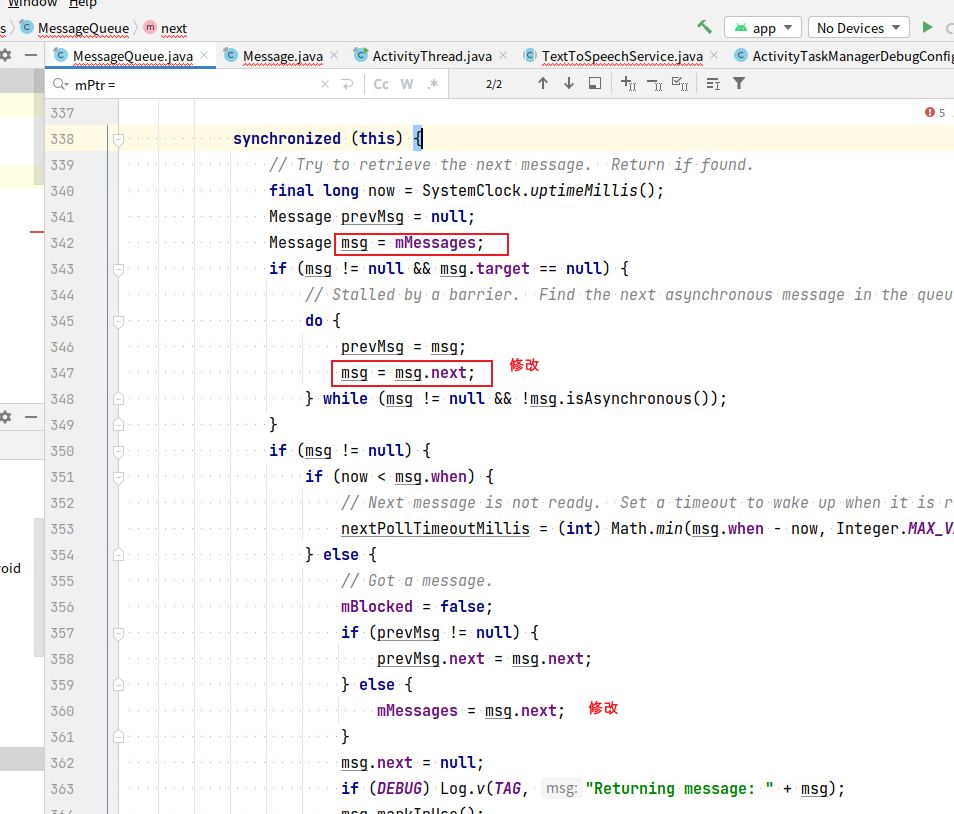 Window Help
s MessageQueue m next app No Devices
MessageQueue.java Message.java ActivityThread.java TextToSpeechService.java ActivityTaskManagerDebugConfig
mPtr = Cc W .* 2/2
337 5
338 synchronized (this) {
339 // Try to retrieve the next message.  Return if found.
340 final long now = SystemClock.uptimeMillis();
341 Message prevMsg = null;
342 Message msg = mMessages;
343 if (msg != null && msg.target == null) {
344 // Stalled by a barrier.  Find the next asynchronous message in the queu
345 do {
346 prevMsg = msg;
347 msg = msg.next; 修改
348 } while (msg != null && !msg.isAsynchronous());
349 }
350 if (msg != null) {
351 if (now < msg.when) {
352 // Next message is not ready.  Set a timeout to wake up when it is r
353 nextPollTimeoutMillis = (int) Math.min(msg.when - now, Integer.MAX_VA
354 } else {
355 // Got a message.
oid
356 mBlocked = false;
357 if (prevMsg != null) {
358 prevMsg.next = msg.next;
359 } else {
360 mMessages = msg.next; 修改
361 }
362 msg.next = null;
363 if (DEBUG) Log.v(TAG, msg: "Returning message: " + msg);
364 msg.markInUse();